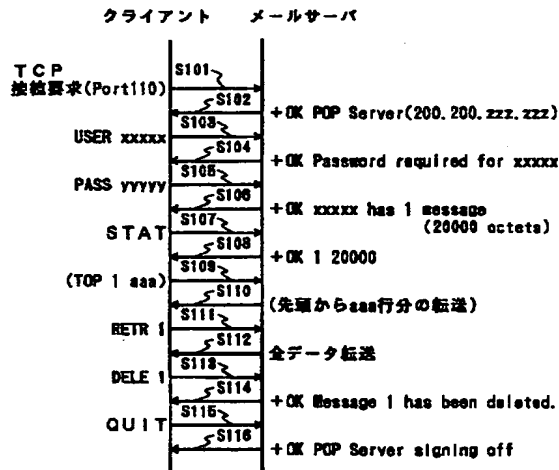 クライアント メールサーバ
TCP
接続要求(Port110)
S101
S102
+OK POP Server(200.200.zzz.zzz)
S103
USER xxxxx
S104
+OK Password required for xxxxx
S105
PASS yyyyy
S106
+OK xxxxx has 1 message
(20000 octets)
S107
STAT
S108
+OK 1 20000
S109
(TOP 1 aaa)
S110
(先頭からaaa行分の転送)
S111
RETR 1
S112
全データ転送
S113
DELE 1
S114
+OK Message 1 has been deleted.
S115
QUIT
S116
+OK POP Server signing off